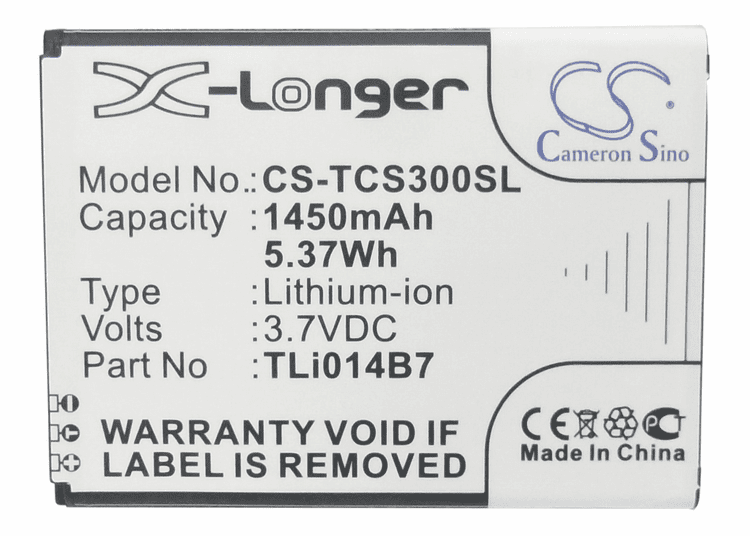 X-Longer
CS
Cameron Sino
Model No.: CS-TCS300SL
Capacity : 1450mAh
5.37Wh
Type : Lithium-ion
Volts : 3.7VDC
Part No : TLi014B7
WARRANTY VOID IF
LABEL IS REMOVED
CE PCT
Made in China